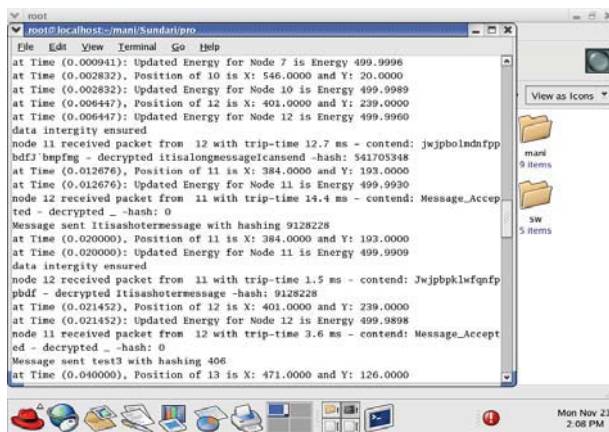 root
root@localhost:~/mani/Sundari/pro
File Edit View Terminal Go Help
at Time (0.000941): Updated Energy for Node 7 is Energy 499.9996
at Time (0.002832), Position of 10 is X: 546.0000 and Y: 20.0000
at Time (0.002832): Updated Energy for Node 10 is Energy 499.9989
at Time (0.006447), Position of 12 is X: 401.0000 and Y: 239.0000
at Time (0.006447): Updated Energy for Node 12 is Energy 499.9960
data intergity ensured
node 11 received packet from 12 with trip-time 12.7 ms - contend: jwjpbolmdnfpp
bdfJ`bmpfmg - decrypted itisalongmessageIcansend -hash: 541705348
at Time (0.012676), Position of 11 is X: 384.0000 and Y: 193.0000
at Time (0.012676): Updated Energy for Node 11 is Energy 499.9930
node 12 received packet from 11 with trip-time 14.4 ms - contend: Message_Accep
ted - decrypted _ -hash: 0
Message sent Itisashotermessage with hashing 9128228
at Time (0.020000), Position of 11 is X: 384.0000 and Y: 193.0000
at Time (0.020000): Updated Energy for Node 11 is Energy 499.9909
data intergity ensured
node 12 received packet from 11 with trip-time 1.5 ms - contend: Jwjpbpklwfqnfp
pbdf - decrypted Itisashotermessage -hash: 9128228
at Time (0.021452), Position of 12 is X: 401.0000 and Y: 239.0000
at Time (0.021452): Updated Energy for Node 12 is Energy 499.9898
node 11 received packet from 12 with trip-time 3.6 ms - contend: Message_Accept
ed - decrypted _ -hash: 0
Message sent test3 with hashing 406
at Time (0.040000), Position of 13 is X: 471.0000 and Y: 126.0000
View as Icons
mani
9 items
sw
5 items
Mon Nov 21
2:08 PM